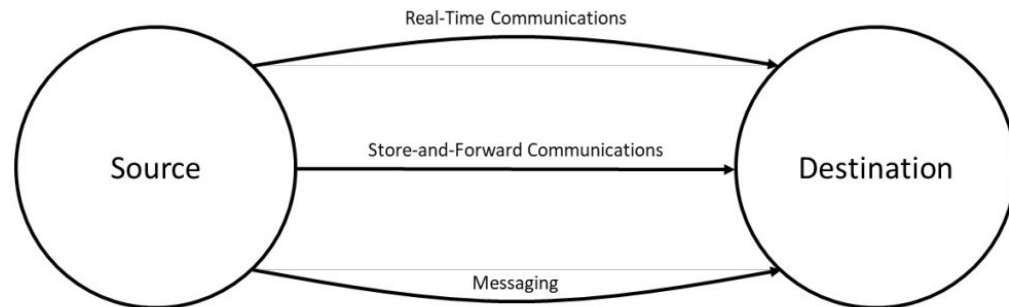 Real-Time Communications
Source
Store-and-Forward Communications
Destination
Messaging